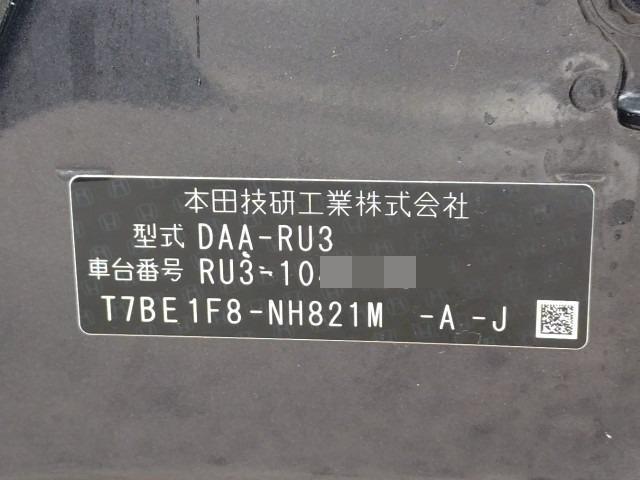 本田技研工業株式会社
型式 DAA-RU3
車台番号 RU3-10
T7BE1F8-NH821M -A -J